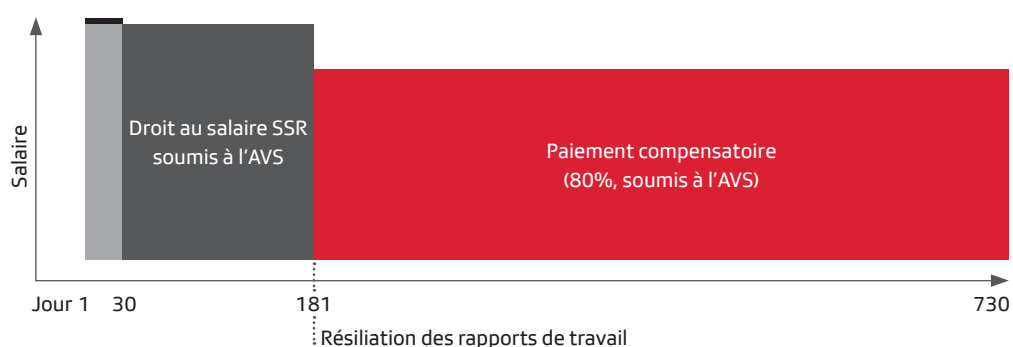 Salaire
Droit au salaire SSR
soumis à l'AVS
Paiement compensatoire
(80%, soumis à l'AVS)
Jour 1 30 181 730
Résiliation des rapports de travail